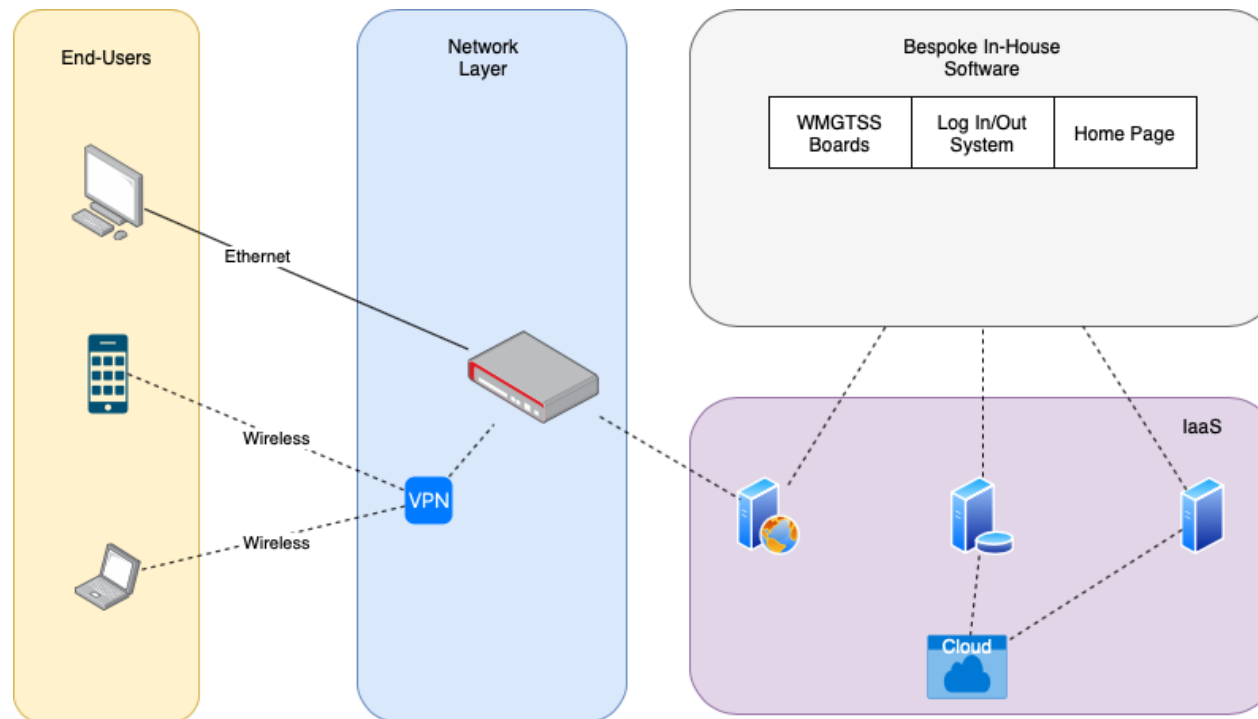 End-Users
Network
Layer
Bespoke In-House
Software
WMGTSS
Boards
Log In/Out
System
Home Page
Ethernet
Wireless
VPN
Wireless
IaaS
Cloud